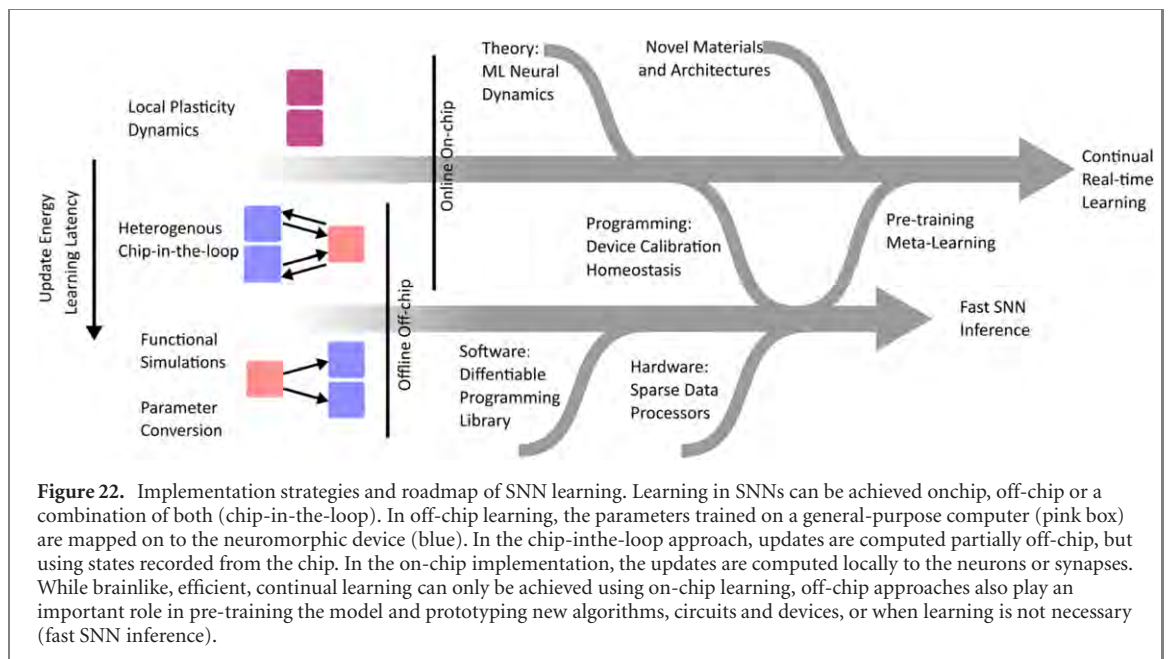 Theory:
ML Neural
Dynamics
Novel Materials
and Architectures
Local Plasticity
Dynamics
Online On-chip
Continual
Real-time
Learning
Update Energy
Learning Latency
Heterogenous
Chip-in-the-loop
Programming:
Device Calibration
Homeostasis
Pre-training
Meta-Learning
Offline Off-chip
Fast SNN
Inference
Functional
Simulations
Parameter
Conversion
Software:
Diffentiable
Programming
Library
Hardware:
Sparse Data
Processors
Figure 22. Implementation strategies and roadmap of SNN learning. Learning in SNNs can be achieved onchip, off-chip or a
combination of both (chip-in-the-loop). In off-chip learning, the parameters trained on a general-purpose computer (pink box)
are mapped on to the neuromorphic device (blue). In the chip-inthe-loop approach, updates are computed partially off-chip, but
using states recorded from the chip. In the on-chip implementation, the updates are computed locally to the neurons or synapses.
While brainlike, efficient, continual learning can only be achieved using on-chip learning, off-chip approaches also play an
important role in pre-training the model and prototyping new algorithms, circuits and devices, or when learning is not necessary
(fast SNN inference).